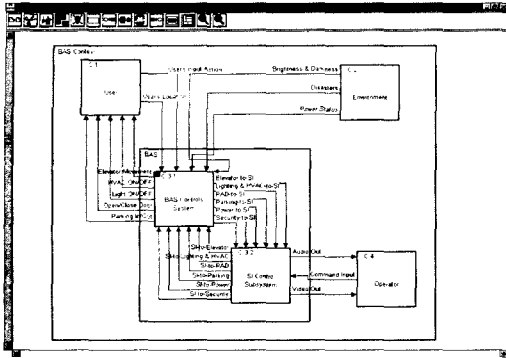 BAS Context
C.1
User
Users Input Action
Users Location
Brightness & Darkness
Disasters
Power Status
Environment
BAS
Elevator Movement
HVAC ON/OFF
Light ON/OFF
Open/Close Door
Parking In/Out
C.3.1
BAS Controls
System
Elevator-to-SI
Lighting & HVAC-to-SI
RAD-to-SI
Parking-to-SI
Power-to-SI
Security-to-SI
SI-to-Elevator
SI-to-Lighting & HVAC
SI-to-RAD
SI-to-Parking
SI-to-Power
SI-to-Security
C.3.2
SI Control
Subsystem
Audio Out
Command Input
Video Out
C.4
Operator